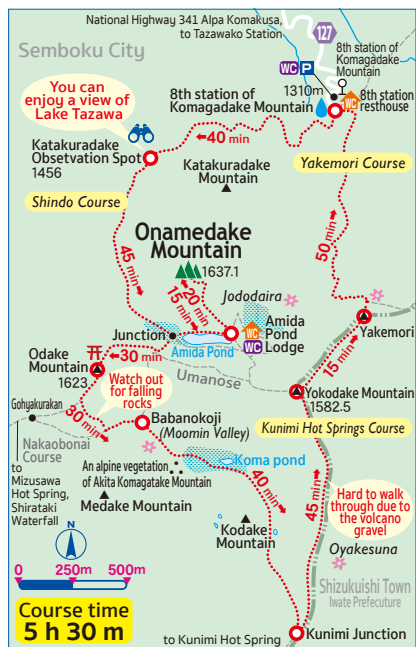 National Highway 341 Alpa Komakusa,
to Tazawako Station
127
Semboku City
8th station of
Komagadake
Mountain
WC P
1310m
8th station of
Komagadake Mountain
WC
8th station
resthouse
You can
enjoy a view of
Lake Tazawa
40 min
Katakuradake
Obsetvation Spot
1456
Katakuradake
Mountain
Yakemori Course
Shindo Course
50 min
45 min
Onamedake
Mountain
1637.1
20 min
15 min
Jododaira
Junction
Amida Pond
Amida
Pond
Lodge
WC
Yakemori
15 min
Odake
Mountain
1623
30 min
Umanose
Watch out
for falling
rocks
Yokodake Mountain
1582.5
Gohyakurakan
30 min
Babanokoji
(Moomin Valley)
Kunimi Hot Springs Course
Nakaobonai
Course
to
Mizusawa
Hot Spring,
Shirataki
Waterfall
An alpine vegetation
of Akita Komagatake Mountain
Koma pond
40 min
45 min
Hard to walk
through due to
the volcano
gravel
Medake Mountain
Kodake
Mountain
Oyakesuna
N
0 250m 500m
Shizukuishi Town
Iwate Prefecuture
Course time
5 h 30 m
to Kunimi Hot Spring
Kunimi Junction